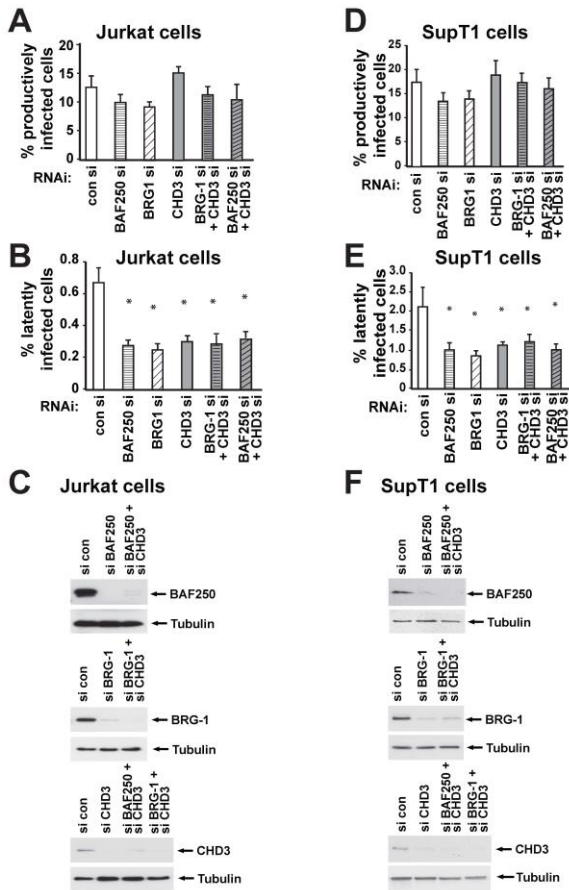 A
Jurkat cells
% productively
infected cells
20
15
10
5
0
RNAi:
con si
BAF250 si
BRG1 si
CHD3 si
BRG-1 si
+ CHD3 si
BAF250 si
+ CHD3 si
B
Jurkat cells
% latently
infected cells
0.8
0.6
0.4
0.2
0
RNAi:
con si
BAF250 si
BRG1 si
CHD3 si
BRG-1 si
+ CHD3 si
BAF250 si
+ CHD3 si
* * * * *
C
Jurkat cells
si con
si BAF250
si BAF250 +
si CHD3
BAF250
Tubulin
si con
si BRG-1
si BRG-1 +
si CHD3
BRG-1
Tubulin
si con
si CHD3
si BAF250 +
si CHD3
si BRG-1 +
si CHD3
CHD3
Tubulin
D
SupT1 cells
% productively
infected cells
25
20
15
10
5
0
RNAi:
con si
BAF250 si
BRG1 si
CHD3 si
BRG-1 si
+ CHD3 si
BAF250 si
+ CHD3 si
E
SupT1 cells
% latently
infected cells
3.0
2.5
2.0
1.5
1.0
0.5
0
RNAi:
con si
BAF250 si
BRG1 si
CHD3 si
BRG-1 si
+ CHD3 si
BAF250 si
+ CHD3 si
* * * * *
F
SupT1 cells
si con
si BAF250
si BAF250 +
si CHD3
BAF250
Tubulin
si con
si BRG-1
si BRG-1 +
si CHD3
BRG-1
Tubulin
si con
si CHD3
si BAF250 +
si CHD3
si BRG-1 +
si CHD3
CHD3
Tubulin